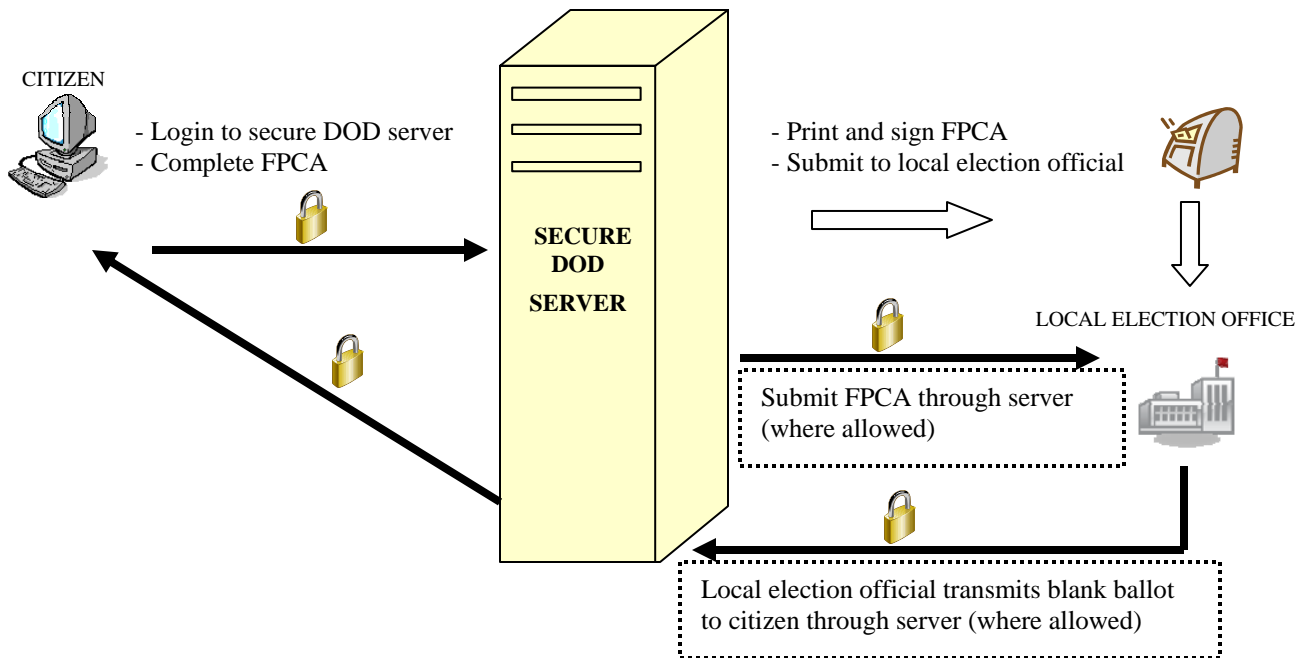 CITIZEN
- Login to secure DOD server
- Complete FPCA
SECURE
DOD
SERVER
- Print and sign FPCA
- Submit to local election official
LOCAL ELECTION OFFICE
Submit FPCA through server
(where allowed)
Local election official transmits blank ballot
to citizen through server (where allowed)